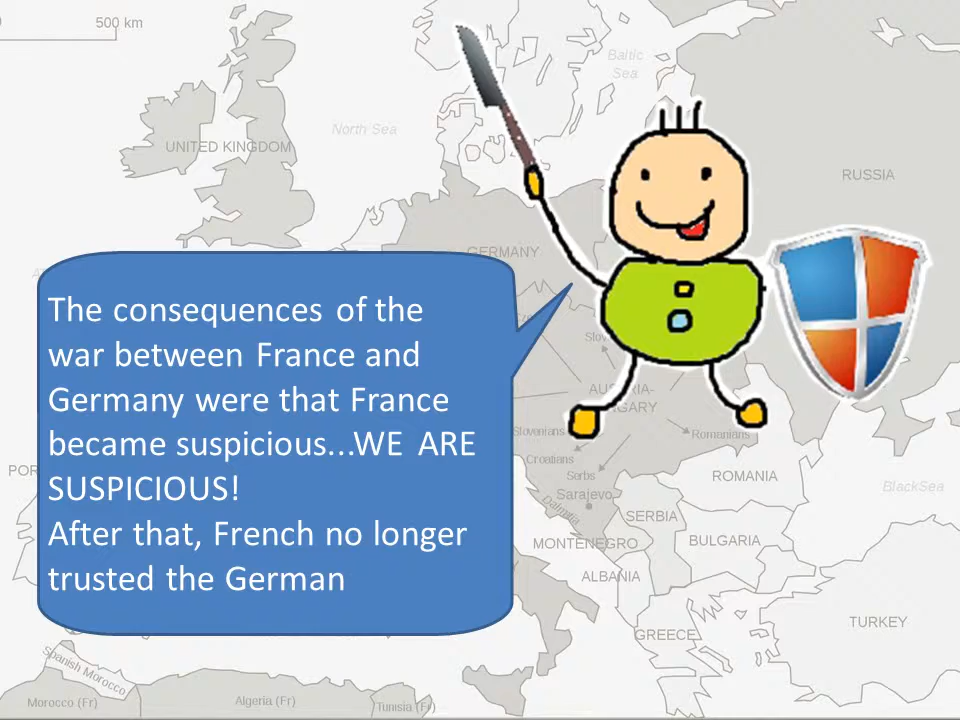 500 km
Baltic
Sea
North Sea
UNITED KINGDOM
RUSSIA
GERMANY
The consequences of the
war between France and
Germany were that France
became suspicious...WE ARE
SUSPICIOUS!
After that, French no longer
trusted the German
Slovenians
Romanians
Croatians
Serbs
Sarajevo
Dalmtia
ROMANIA
BlackSea
SERBIA
BULGARIA
MONTENEGRO
ALBANIA
GREECE
TURKEY
Spanish Morocco
Morocco (Fr)
Algeria (Fr)
Tunisia (Fr)